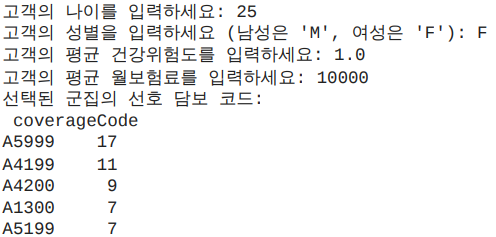 고객의 나이를 입력하세요: 25
고객의 성별을 입력하세요 (남성은 'M', 여성은 'F'): F
고객의 평균 건강위험도를 입력하세요: 1.0
고객의 평균 월보험료를 입력하세요: 10000
선택된 군집의 선호 담보 코드:
coverageCode
A5999 17
A4199 11
A4200 9
A1300 7
A5199 7